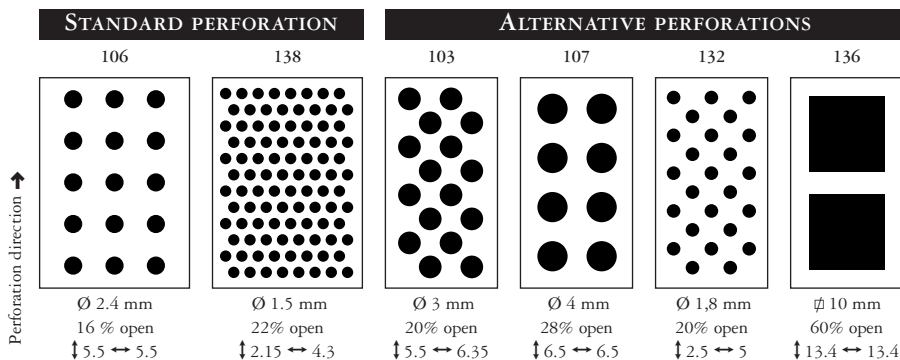 STANDARD PERFORATION ALTERNATIVE PERFORATIONS
106 138 103 107 132 136
Perforation direction ➔
Ø 2.4 mm Ø 1.5 mm Ø 3 mm Ø 4 mm Ø 1,8 mm ⌷ 10 mm
16 % open 22% open 20% open 28% open 20% open 60% open
↕ 5.5 ↔ 5.5 ↕ 2.15 ↔ 4.3 ↕ 5.5 ↔ 6.35 ↕ 6.5 ↔ 6.5 ↕ 2.5 ↔ 5 ↕ 13.4 ↔ 13.4